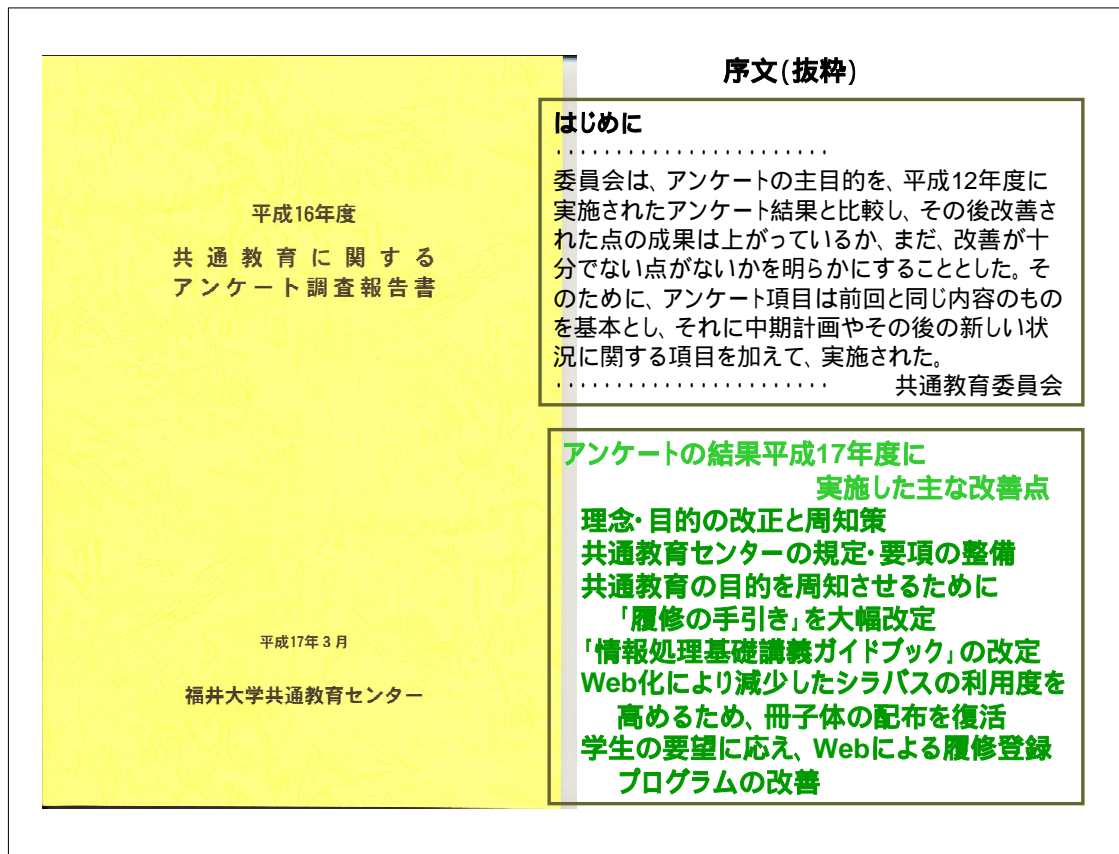 平成16年度
共通教育に関する
アンケート調査報告書
平成17年3月
福井大学共通教育センター
序文(抜粋)
はじめに
・・・・・・・・・・・・・・・・・・・・・・・
委員会は、アンケートの主目的を、平成12年度に
実施されたアンケート結果と比較し、その後改善さ
れた点の成果は上がっているか、まだ、改善が十
分でない点がないかを明らかにすることとした。そ
のために、アンケート項目は前回と同じ内容のもの
を基本とし、それに中期計画やその後の新しい状
況に関する項目を加えて、実施された。
・・・・・・・・・・・・・・・・・・・・・・・ 共通教育委員会
アンケートの結果平成17年度に
実施した主な改善点
理念・目的の改正と周知策
共通教育センターの規定・要項の整備
共通教育の目的を周知させるために
「履修の手引き」を大幅改定
「情報処理基礎講義ガイドブック」の改定
Web化により減少したシラバスの利用度を
高めるため、冊子体の配布を復活
学生の要望に応え、Webによる履修登録
プログラムの改善